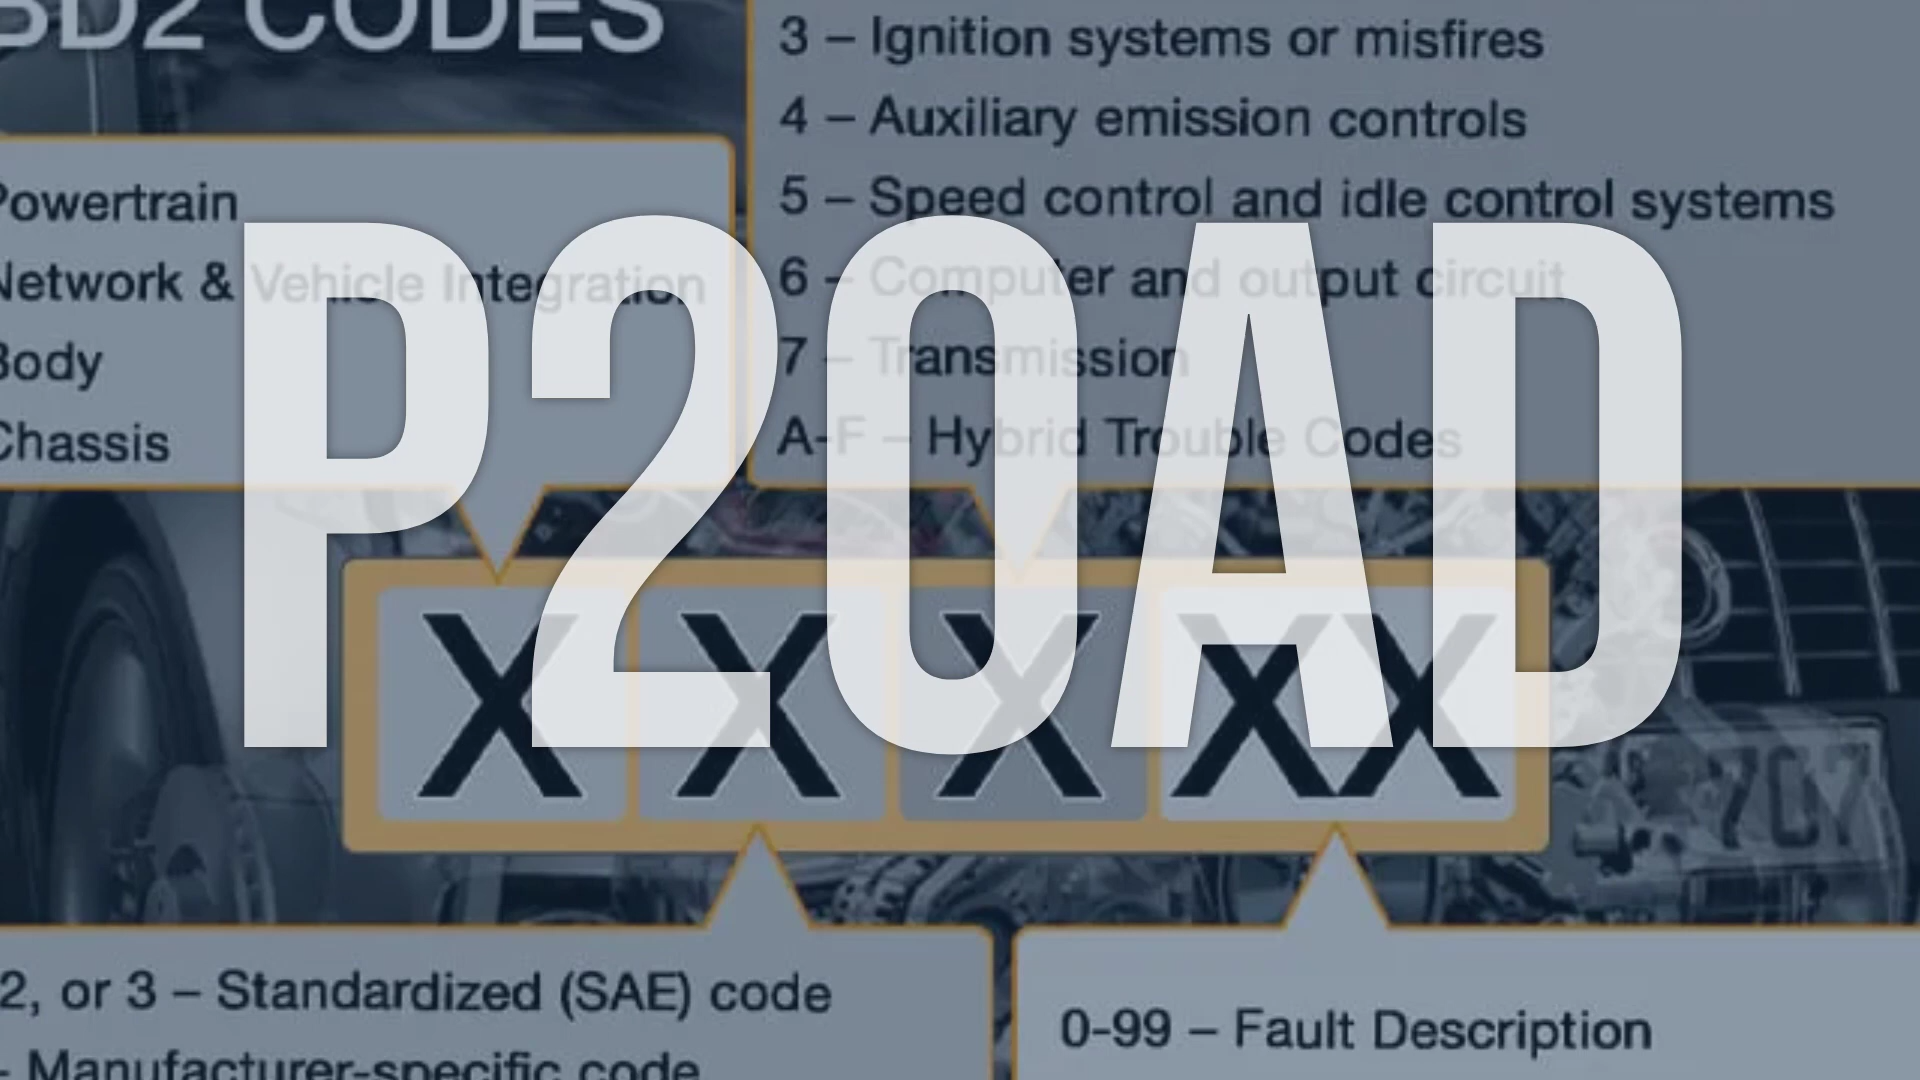 BD2 CODES
Powertrain
Network & Vehicle Integration
Body
Chassis
3 – Ignition systems or misfires
4 – Auxiliary emission controls
5 – Speed control and idle control systems
6 – Computer and output circuit
7 – Transmission
A-F – Hybrid Trouble Codes
P20AD
X X X XX
2, or 3 – Standardized (SAE) code
- Manufacturer-specific code
0-99 – Fault Description